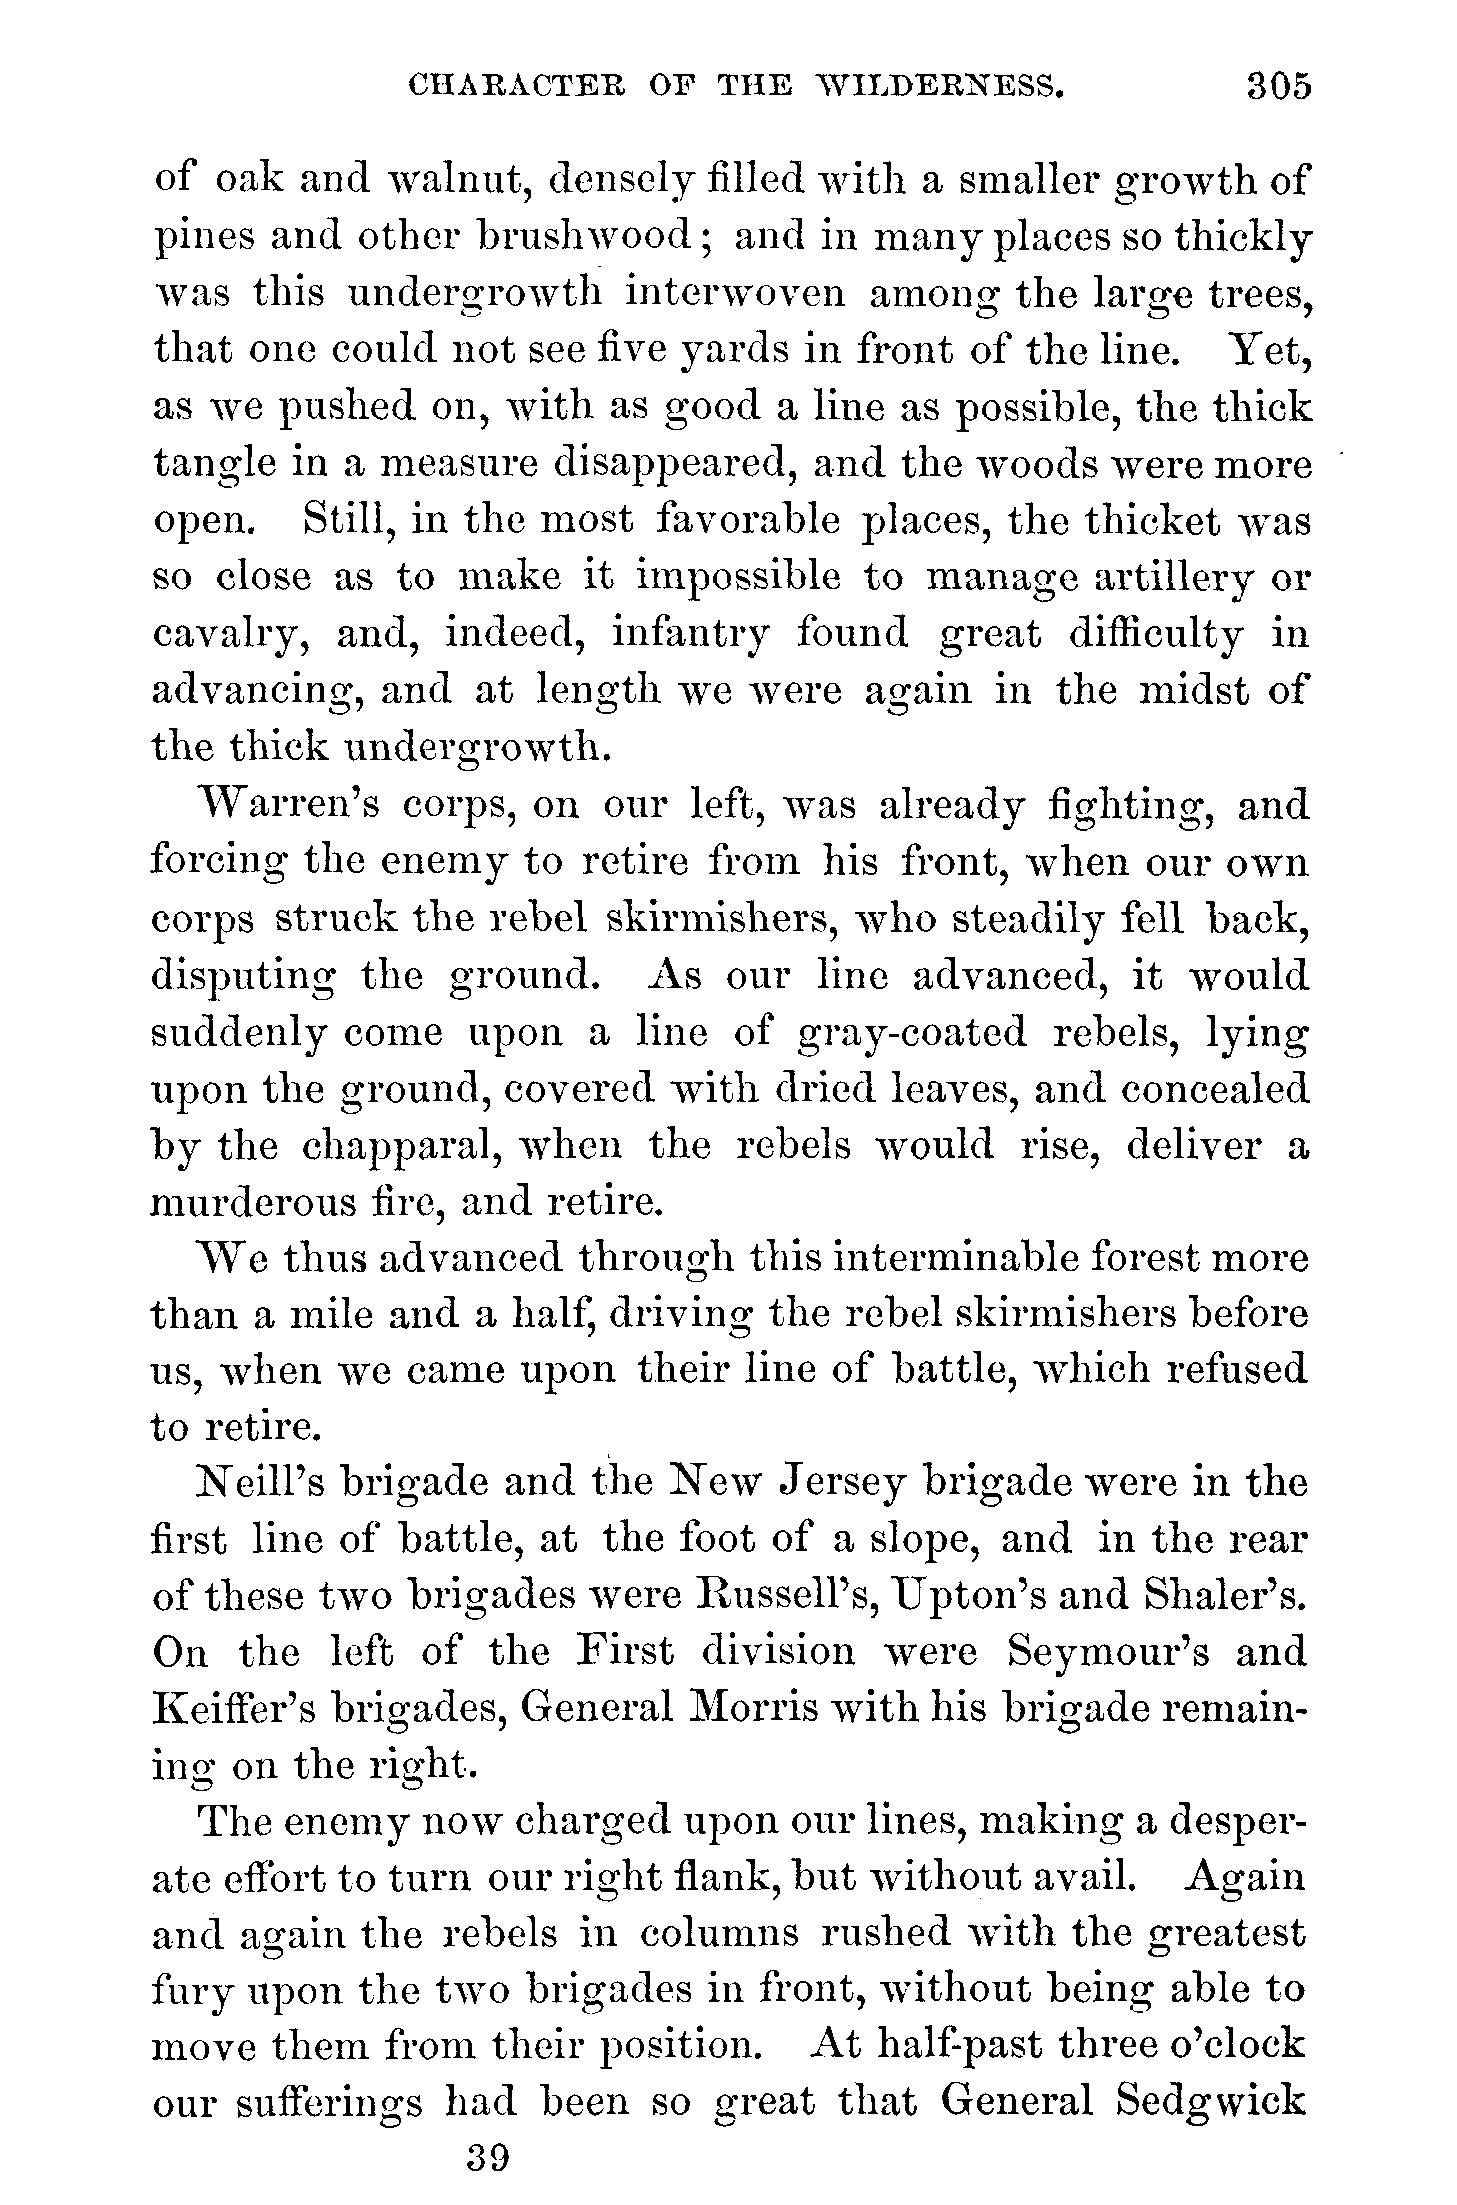 CHARACTER OF THE WILDERNESS. 305
of oak and walnut, densely filled with a smaller growth of
pines and other brushwood; and in many places so thickly
was this undergrowth interwoven among the large trees,
that one could not see five yards in front of the line. Yet,
as we pushed on, with as good a line as possible, the thick
tangle in a measure disappeared, and the woods were more
open. Still, in the most favorable places, the thicket was
so close as to make it impossible to manage artillery or
cavalry, and, indeed, infantry found great difficulty in
advancing, and at length we were again in the midst of
the thick undergrowth.
Warren's corps, on our left, was already fighting, and
forcing the enemy to retire from his front, when our own
corps struck the rebel skirmishers, who steadily fell back,
disputing the ground. As our line advanced, it would
suddenly come upon a line of gray-coated rebels, lying
upon the ground, covered with dried leaves, and concealed
by the chapparal, when the rebels would rise, deliver a
murderous fire, and retire.
We thus advanced through this interminable forest more
than a mile and a half, driving the rebel skirmishers before
us, when we came upon their line of battle, which refused
to retire.
Neill's brigade and the New Jersey brigade were in the
first line of battle, at the foot of a slope, and in the rear
of these two brigades were Russell's, Upton's and Shaler's.
On the left of the First division were Seymour's and
Keiffer's brigades, General Morris with his brigade remain-
ing on the right.
The enemy now charged upon our lines, making a desper-
ate effort to turn our right flank, but without avail. Again
and again the rebels in columns rushed with the greatest
fury upon the two brigades in front, without being able to
move them from their position. At half-past three o'clock
our sufferings had been so great that General Sedgwick
39